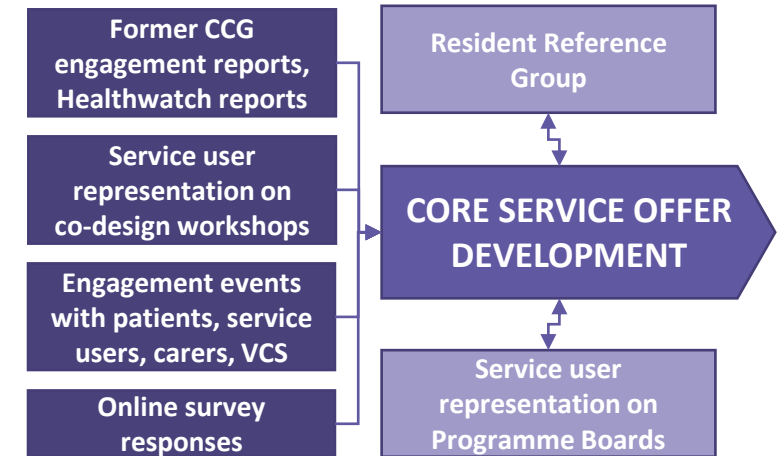 Former CCG
engagement reports,
Healthwatch reports
Service user
representation on
co-design workshops
Engagement events
with patients, service
users, carers, VCS
Online survey
responses
Resident Reference
Group
CORE SERVICE OFFER
DEVELOPMENT
Service user
representation on
Programme Boards